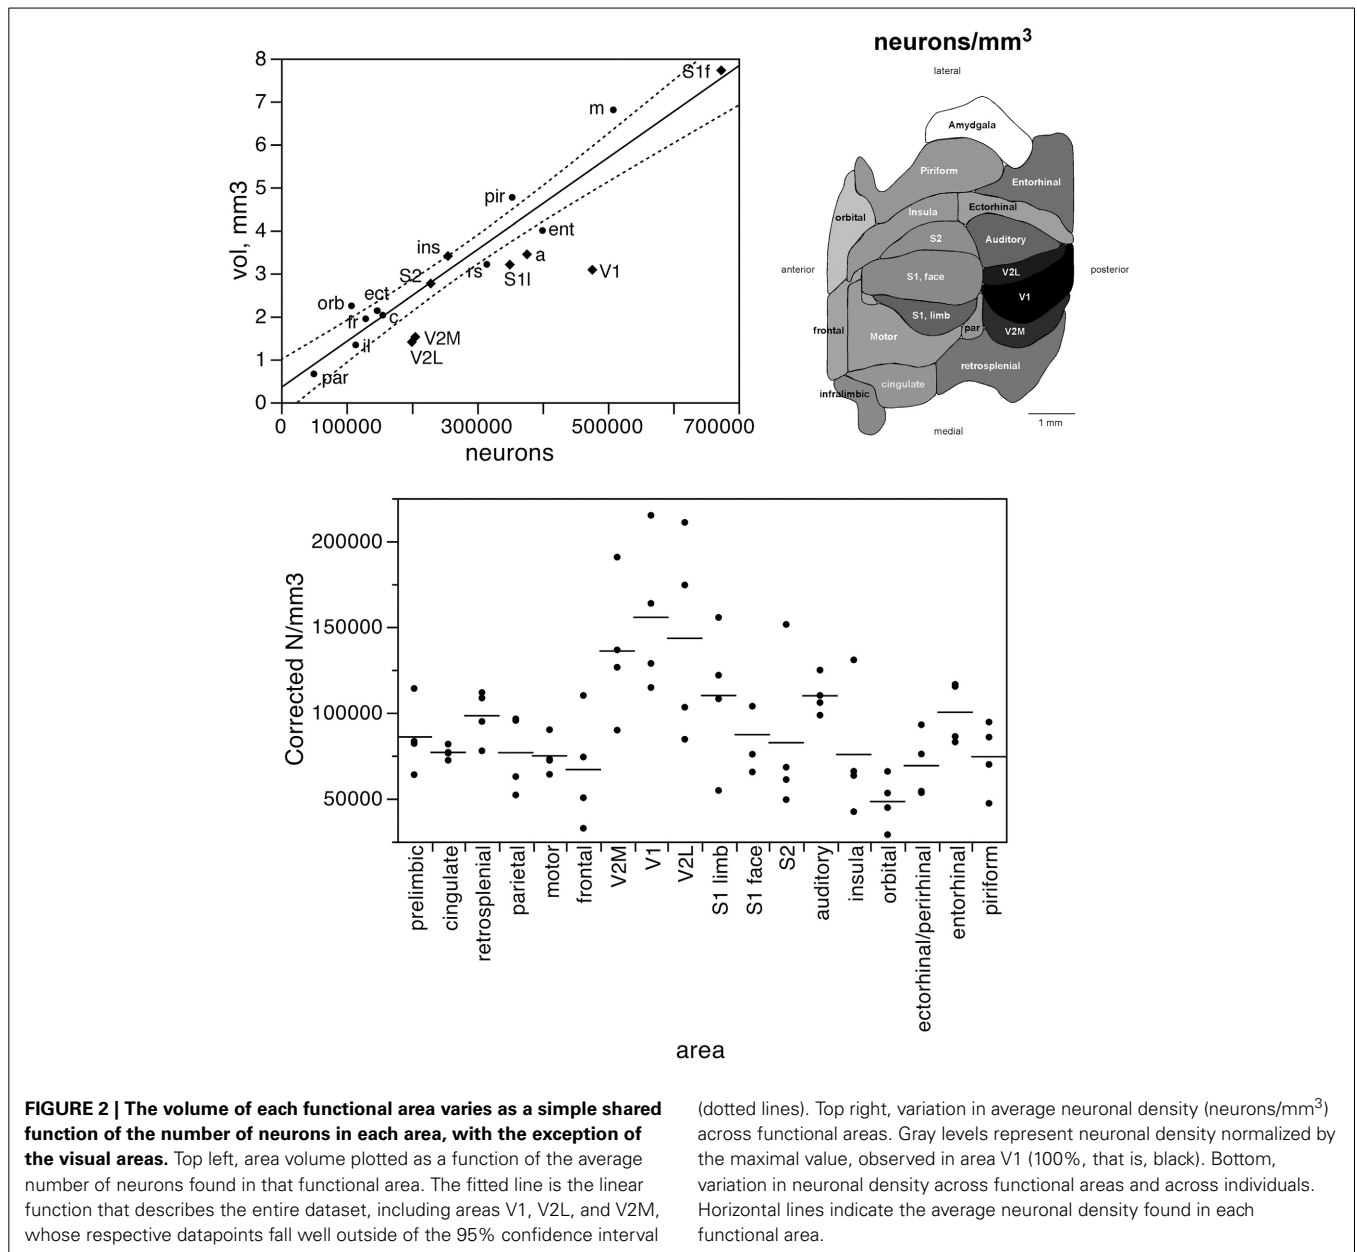 8
7
6
5
4
3
2
1
0
vol, mm3
S1f
m
pir
ent
ins
a
rs
S1l
V1
S2
orb
ect
fr
c
il
V2M
V2L
par
0
100000
300000
500000
700000
neurons
neurons/mm³
lateral
Amygdala
Piriform
Entorhinal
orbital
Insula
Ectorhinal
S2
Auditory
anterior
S1, face
V2L
posterior
V1
S1, limb
frontal
Motor
par
V2M
retrosplenial
cingulate
infralimbic
1 mm
medial
200000
150000
100000
50000
Corrected N/mm3
prelimbic
cingulate
retrosplenial
parietal
motor
frontal
V2M
V1
V2L
S1 limb
S1 face
S2
auditory
insula
orbital
ectorhinal/perirhinal
entorhinal
piriform
area
FIGURE 2 | The volume of each functional area varies as a simple shared
function of the number of neurons in each area, with the exception of
the visual areas. Top left, area volume plotted as a function of the average
number of neurons found in that functional area. The fitted line is the linear
function that describes the entire dataset, including areas V1, V2L, and V2M,
whose respective datapoints fall well outside of the 95% confidence interval
(dotted lines). Top right, variation in average neuronal density (neurons/mm³)
across functional areas. Gray levels represent neuronal density normalized by
the maximal value, observed in area V1 (100%, that is, black). Bottom,
variation in neuronal density across functional areas and across individuals.
Horizontal lines indicate the average neuronal density found in each
functional area.